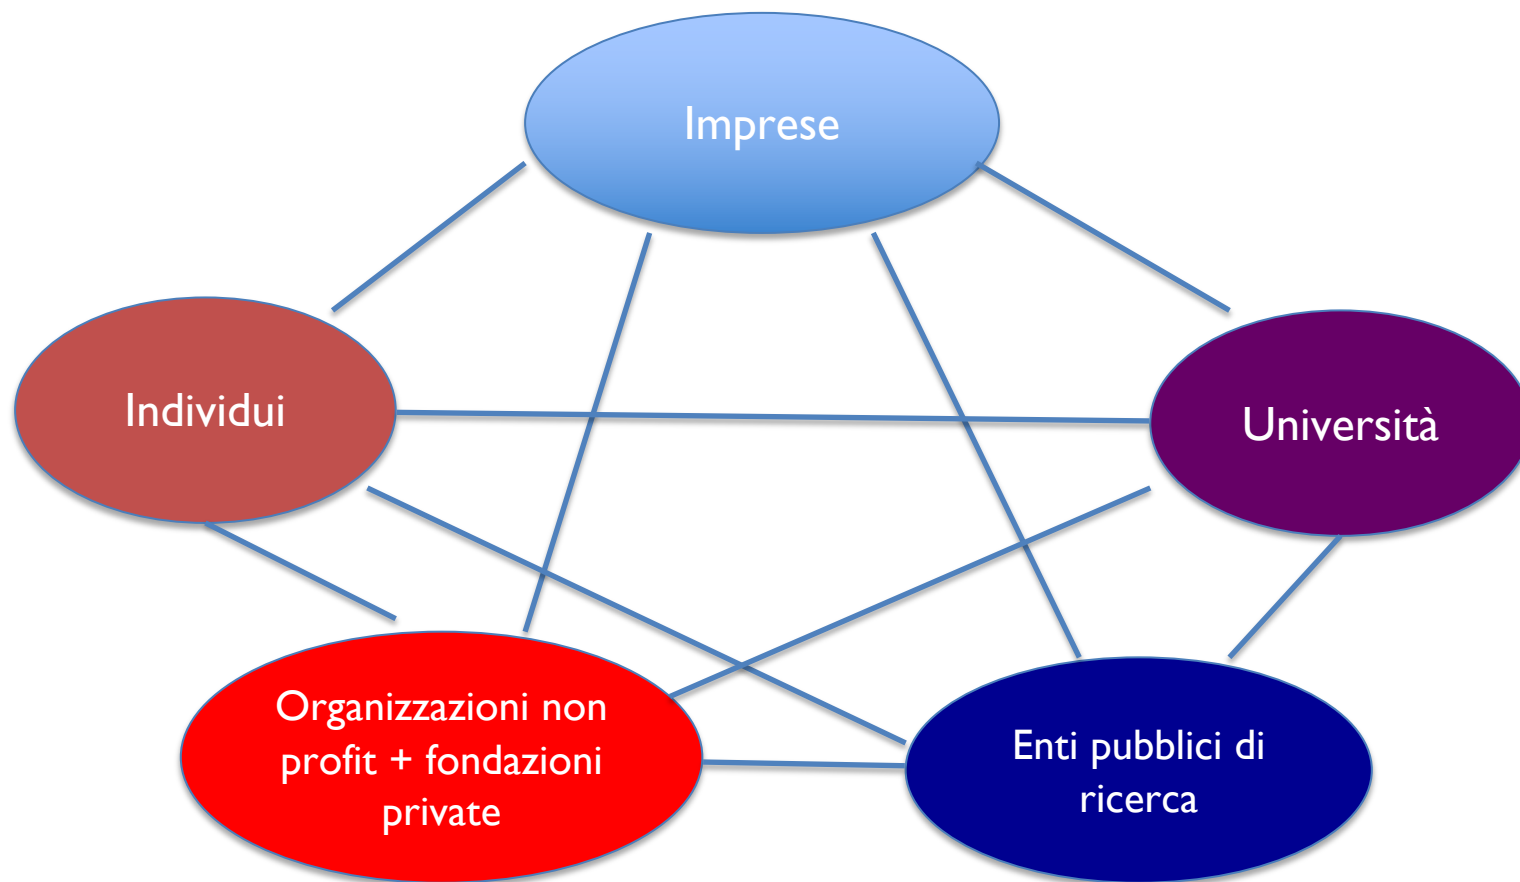 Imprese
Individui
Università
Organizzazioni non
profit + fondazioni
private
Enti pubblici di
ricerca